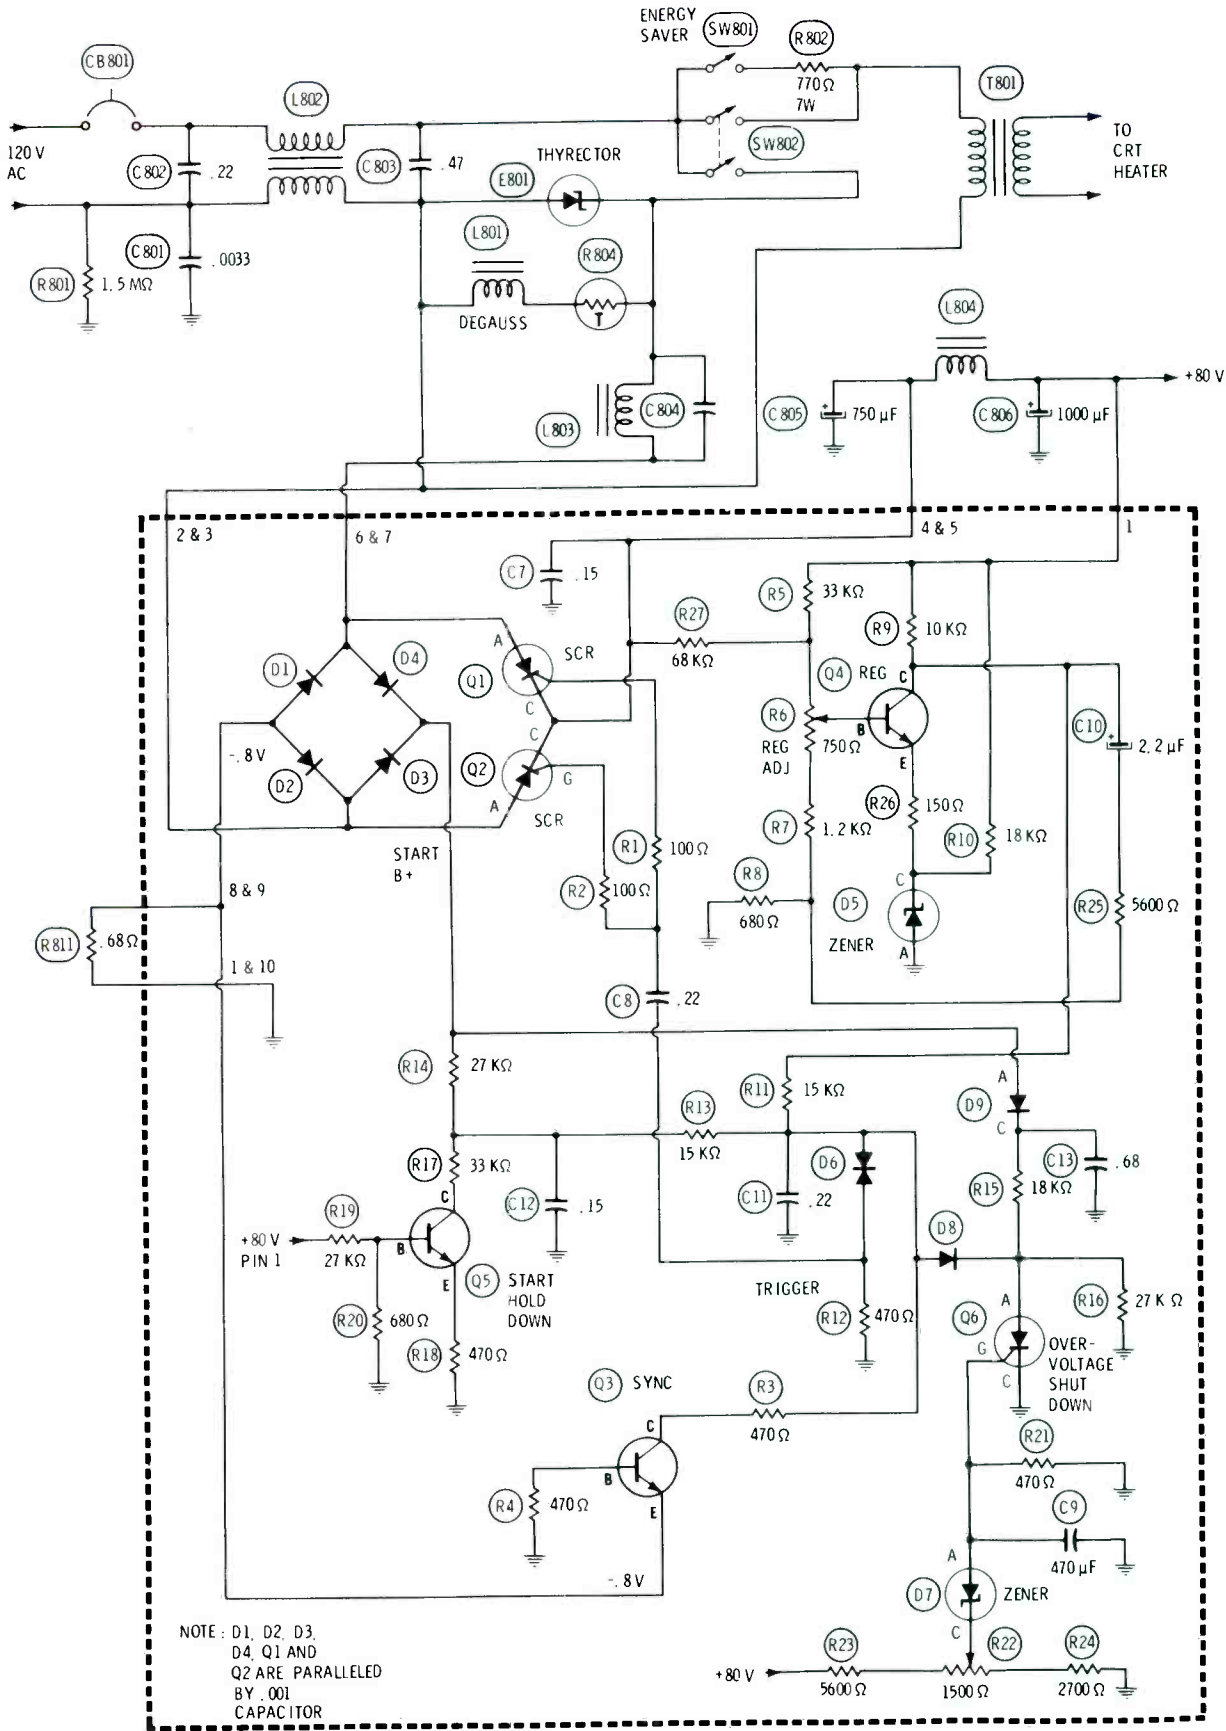 ENERGY
SAVER
SW801
R802
CB801
770Ω
7W
T801
L802
120 V
AC
C802
.22
C803
.47
THYRECTOR
SW802
TO
CRT
HEATER
E801
L801
R804
C801
.0033
R801
1.5 MΩ
DEGAUSS
T
L804
+80 V
L803
C804
C805
+
750 µF
C806
+
1000 µF
2 & 3
6 & 7
4 & 5
1
C7
.15
R5
33 KΩ
R27
68 KΩ
R9
10 KΩ
D1
D4
A
SCR
Q1
C
Q4
REG
C
R6
REG
ADJ
750Ω
B
E
C10
+
2.2 µF
-.8V
D2
D3
C
Q2
G
A
SCR
R26
150Ω
R7
1.2 KΩ
R10
18 KΩ
START
B+
R1
100Ω
R2
100Ω
8 & 9
R8
680Ω
C
D5
ZENER
A
R25
5600Ω
R811
.68Ω
1 & 10
C8
.22
R14
27 KΩ
R11
15 KΩ
A
D9
C
R13
15 KΩ
R17
33 KΩ
D6
C13
.68
R15
18 KΩ
C
C12
.15
C11
.22
R19
+80 V
PIN 1
27 KΩ
B
D8
E
Q5
START
HOLD
DOWN
TRIGGER
R20
680Ω
R18
470Ω
R12
470Ω
A
Q6
G
C
OVER-
VOLTAGE
SHUT
DOWN
R16
27 K Ω
Q3
SYNC
R3
470Ω
C
B
E
R4
470Ω
R21
470Ω
C9
470 µF
-.8V
A
D7
ZENER
C
NOTE : D1, D2, D3,
D4, Q1 AND
Q2 ARE PARALLELED
BY .001
CAPACITOR
R23
R22
R24
+80 V
5600Ω
1500Ω
2700Ω